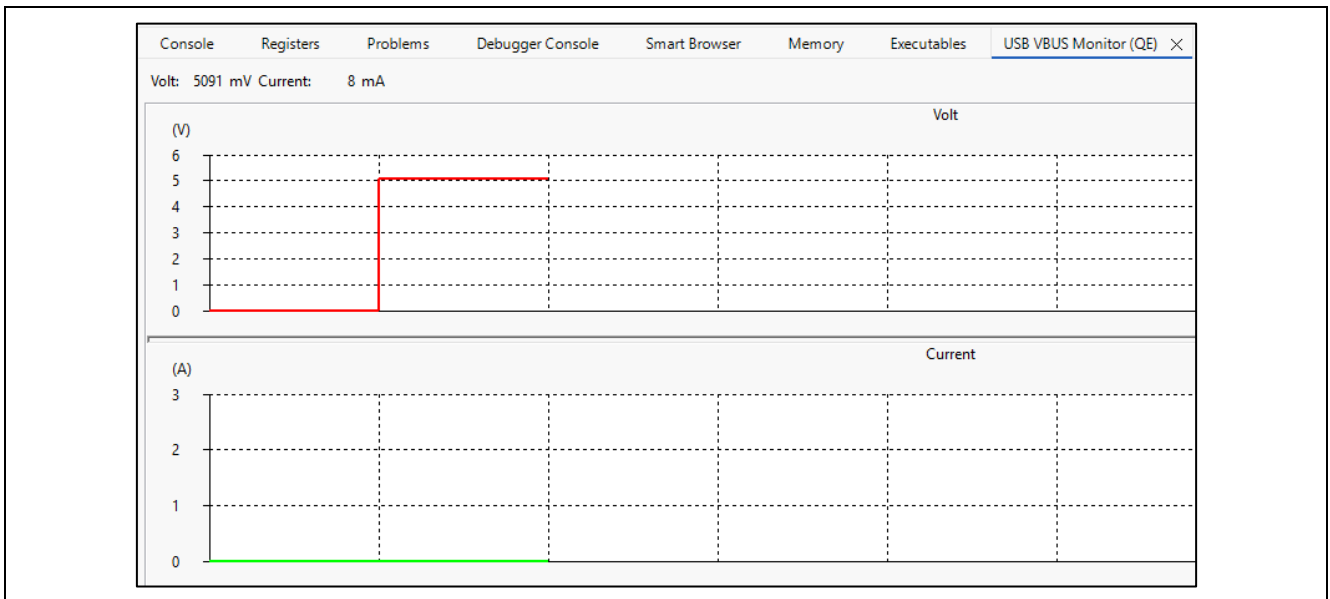 Console Registers Problems Debugger Console Smart Browser Memory Executables USB VBUS Monitor (QE)
Volt: 5091 mV Current: 8 mA
Volt
(V)
6
5
4
3
2
1
0
Current
(A)
3
2
1
0